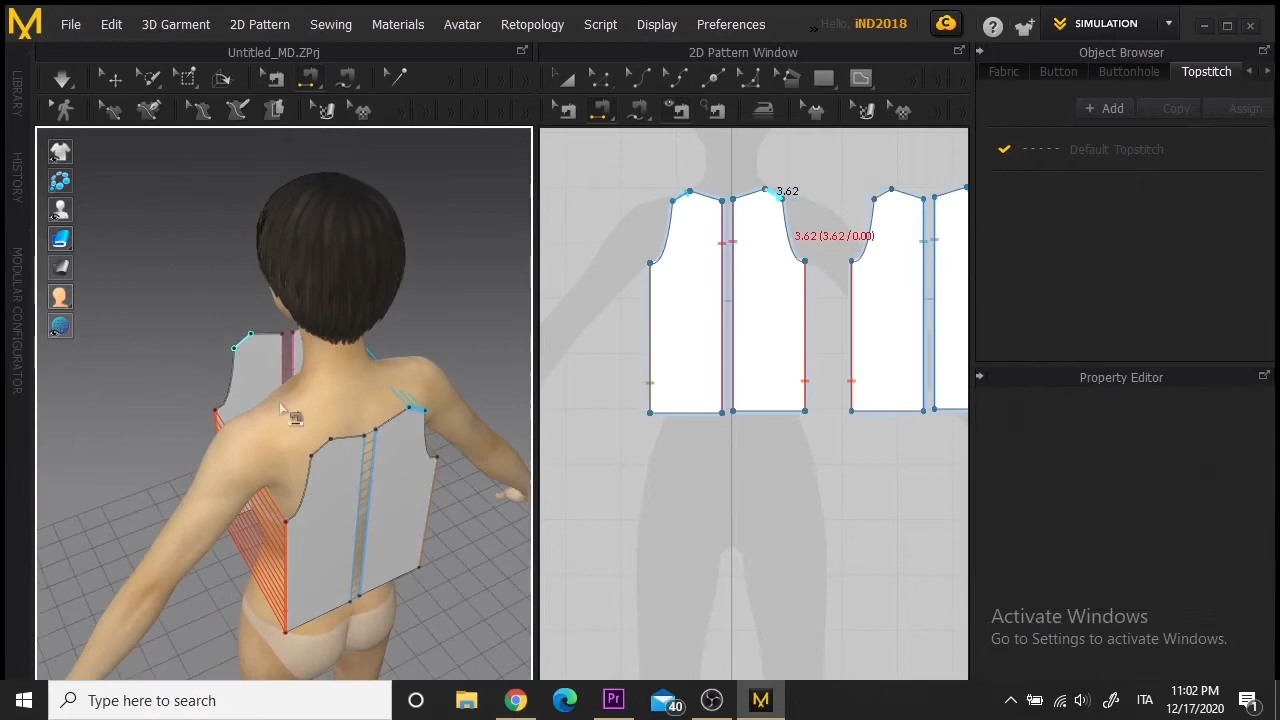 File Edit 3D Garment 2D Pattern Sewing Materials Avatar Retopology Script Display Preferences » Hello, iND2018 SIMULATION
Untitled_MD.ZPrj
2D Pattern Window
Object Browser
Fabric Button Buttonhole Topstitch
+ Add Copy Assign
Default Topstitch
LIBRARY
HISTORY
MODULAR CONFIGURATOR
3.62
3.62 (3.62 / 0.00)
Property Editor
Activate Windows
Go to Settings to activate Windows.
Type here to search
40
ITA
11:02 PM
12/17/2020
1